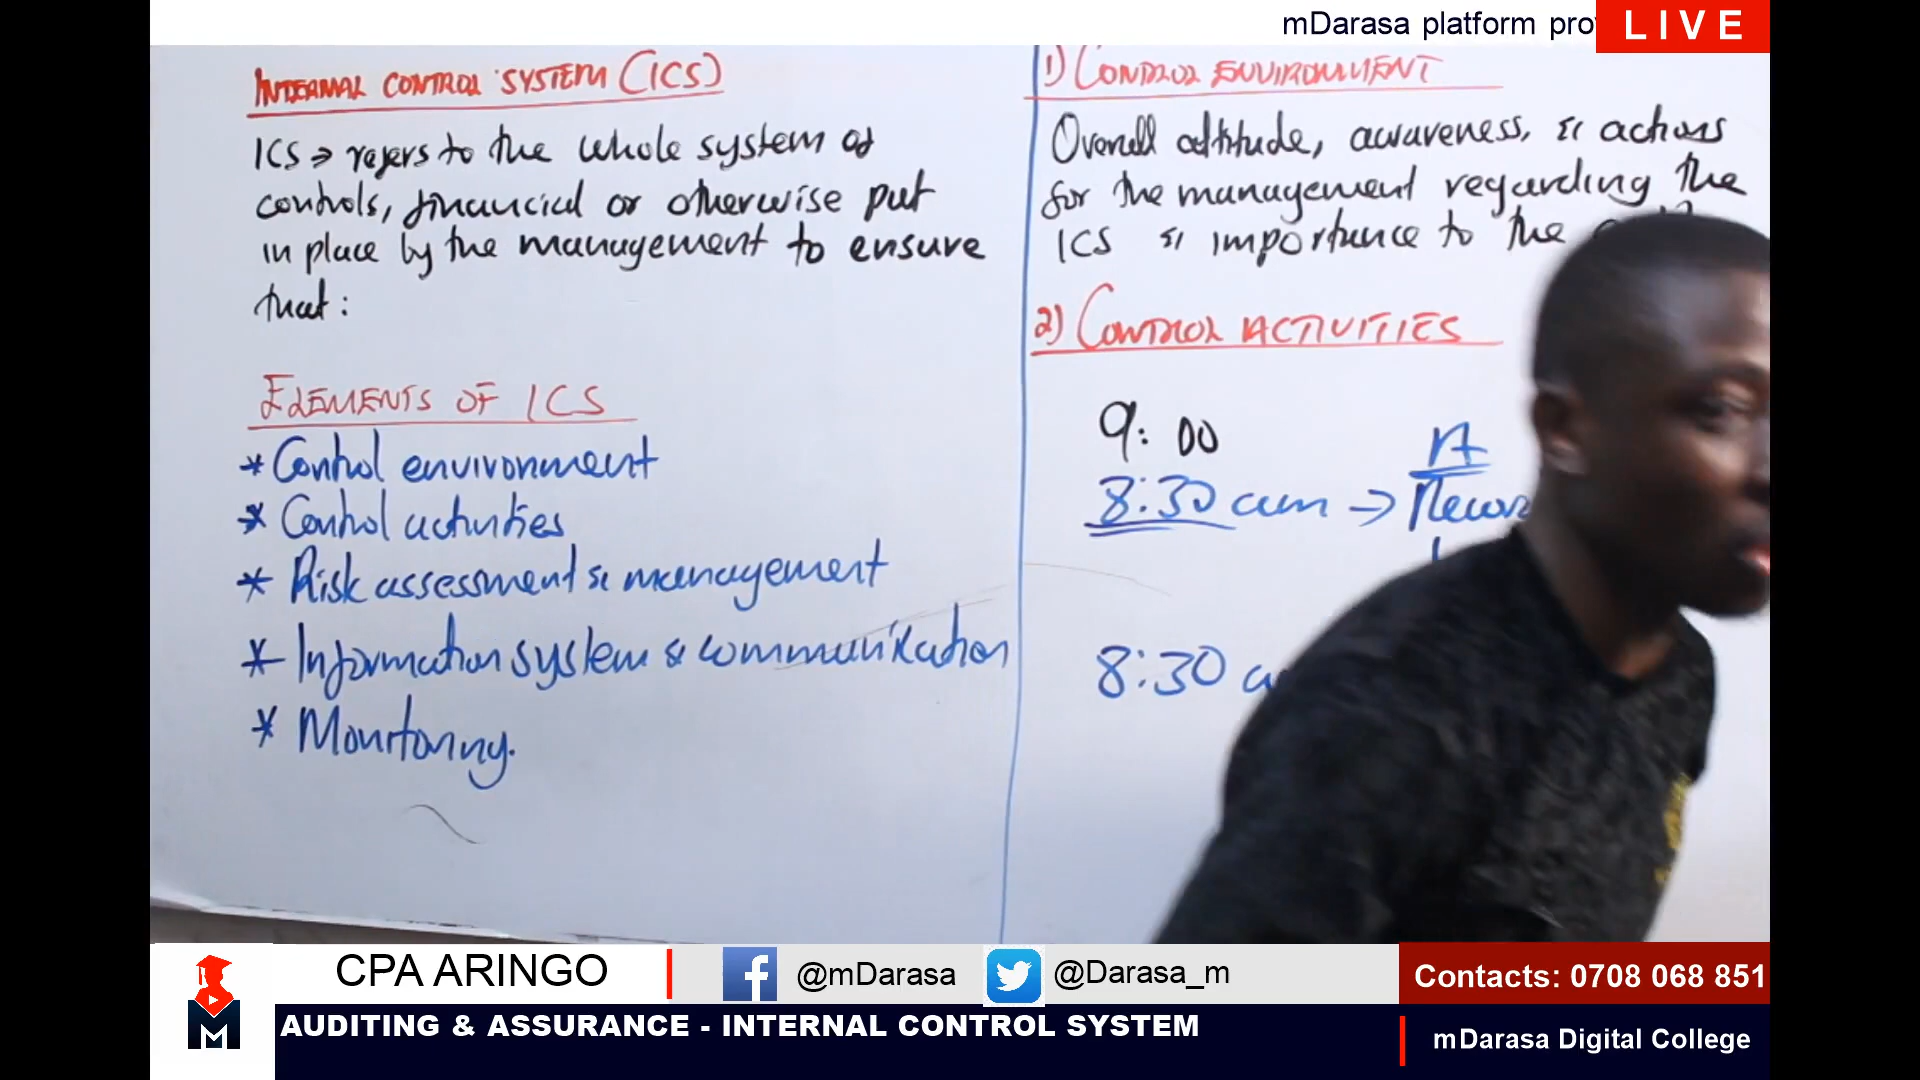 mDarasa platform pro
LIVE
INTERNAL CONTROL SYSTEM (ICS)
ICS → refers to the whole system of
controls, financial or otherwise put
in place by the management to ensure
that :
ELEMENTS OF ICS
* Control environment
* Control activities
* Risk assessment & management
* Information system & communication
* Monitoring.
1) CONTROL ENVIRONMENT
Overall attitude, awareness, & actions
for the management regarding the
ICS & importance to the
2) CONTROL ACTIVITIES
9:00
A
8:30 am →
8:30 a
CPA ARINGO
@mDarasa
@Darasa_m
Contacts: 0708 068 851
M
AUDITING & ASSURANCE - INTERNAL CONTROL SYSTEM
mDarasa Digital College